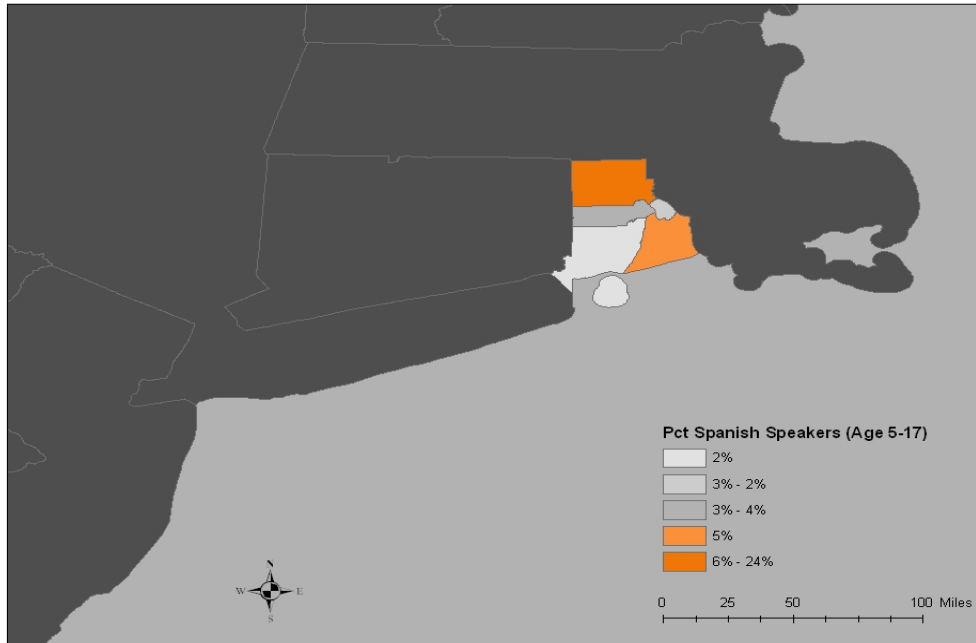 Pct Spanish Speakers (Age 5-17)
2%
3% - 2%
3% - 4%
5%
6% - 24%
N
W E
S
0 25 50 100 Miles